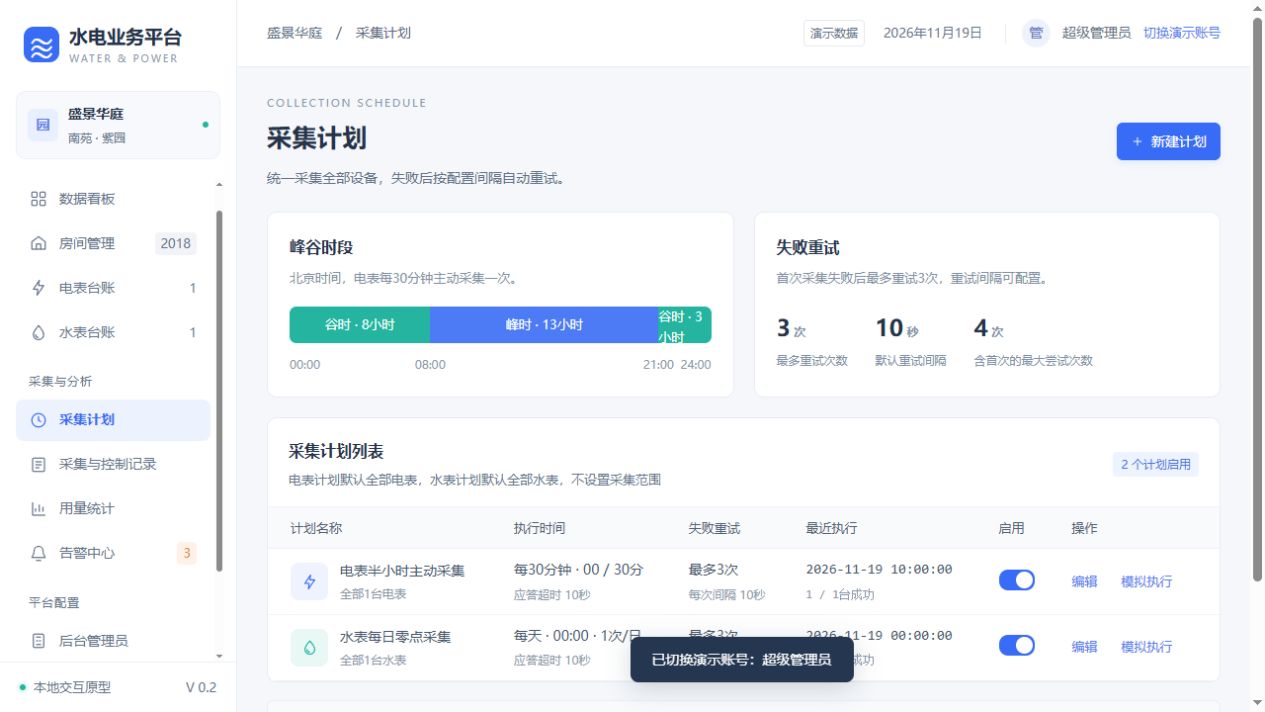 水电业务平台
WATER & POWER
园
盛景华庭
南苑 · 紫园
数据看板
房间管理 2018
电表台账 1
水表台账 1
采集与分析
采集计划
采集与控制记录
用量统计
告警中心 3
平台配置
后台管理员
本地交互原型 V 0.2
盛景华庭 / 采集计划
演示数据 2026年11月19日 管 超级管理员 切换演示账号
COLLECTION SCHEDULE
采集计划
统一采集全部设备，失败后按配置间隔自动重试。
+ 新建计划
峰谷时段
北京时间，电表每30分钟主动采集一次。
谷时 · 8小时 峰时 · 13小时 谷时 · 3
小时
00:00 08:00 21:00 24:00
失败重试
首次采集失败后最多重试3次，重试间隔可配置。
3 次 10 秒 4 次
最多重试次数 默认重试间隔 含首次的最大尝试次数
采集计划列表
电表计划默认全部电表，水表计划默认全部水表，不设置采集范围
2 个计划启用
计划名称 执行时间 失败重试 最近执行 启用 操作
电表半小时主动采集 每30分钟 · 00 / 30分 最多3次 2026-11-19 10:00:00 编辑 模拟执行
全部1台电表 应答超时 10秒 每次间隔 10秒 1 / 1台成功
水表每日零点采集 每天 · 00:00 · 1次/日 最多3次 2026-11-19 00:00:00 编辑 模拟执行
全部1台水表 应答超时 10秒 成功
已切换演示账号：超级管理员